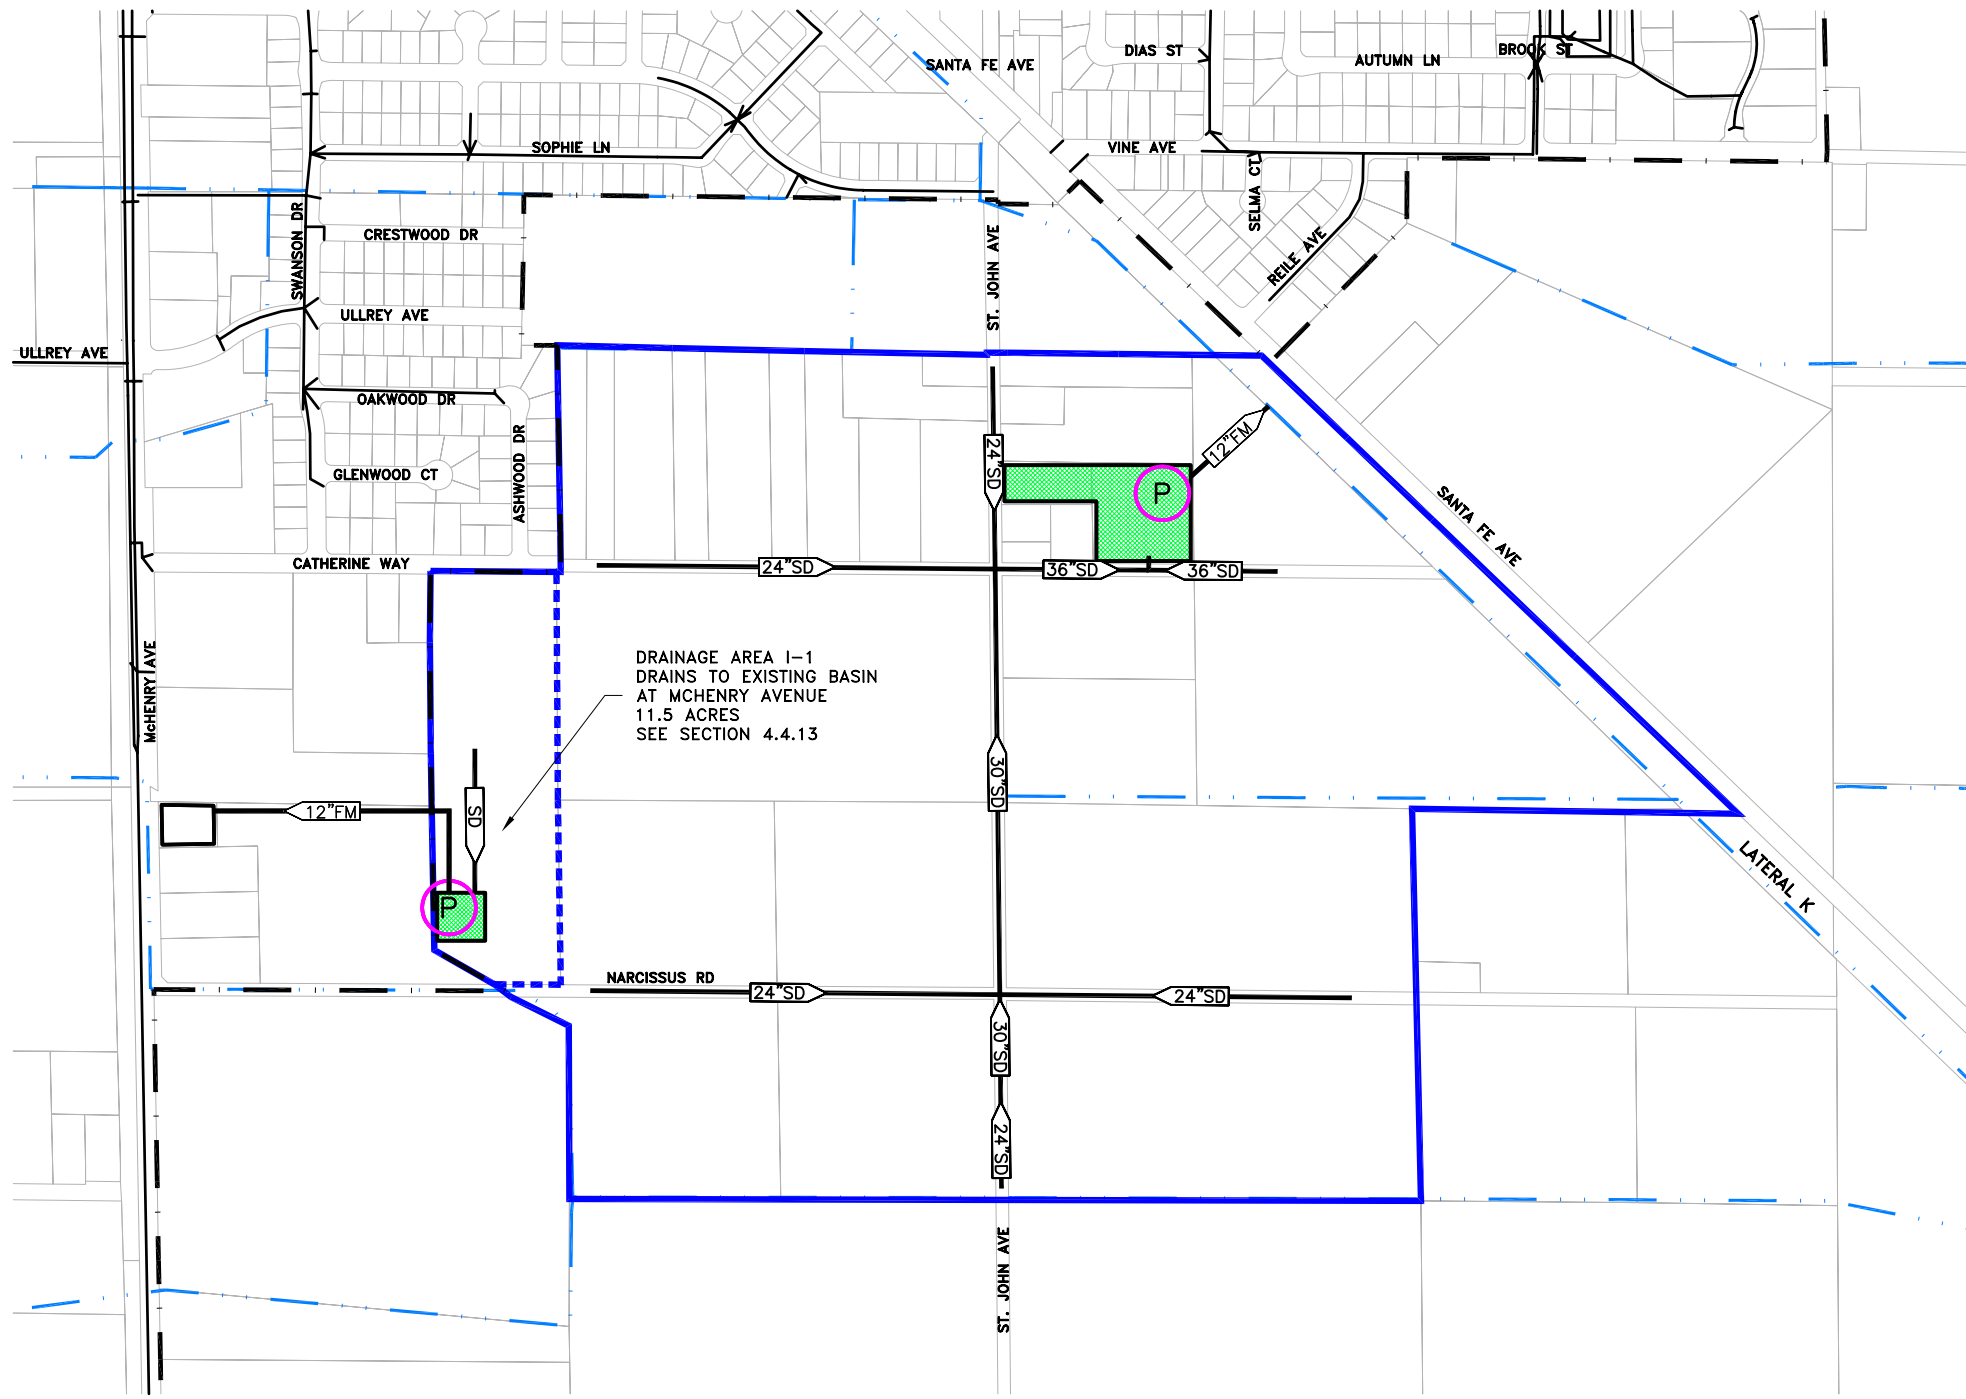 DIAS ST
BROOK ST
SANTA FE AVE
AUTUMN LN
SOPHIE LN
VINE AVE
SELMA CT
SWANSON DR
CRESTWOOD DR
ST. JOHN AVE
REILE AVE
ULLREY AVE
ULLREY AVE
OAKWOOD DR
ASHWOOD DR
GLENWOOD CT
24"SD
12"FM
P
SANTA FE AVE
CATHERINE WAY
24"SD
36"SD
36"SD
McHENRY AVE
DRAINAGE AREA I-1
DRAINS TO EXISTING BASIN
AT MCHENRY AVENUE
11.5 ACRES
SEE SECTION 4.4.13
30"SD
12"FM
SD
P
LATERAL K
NARCISSUS RD
24"SD
24"SD
30"SD
24"SD
ST. JOHN AVE